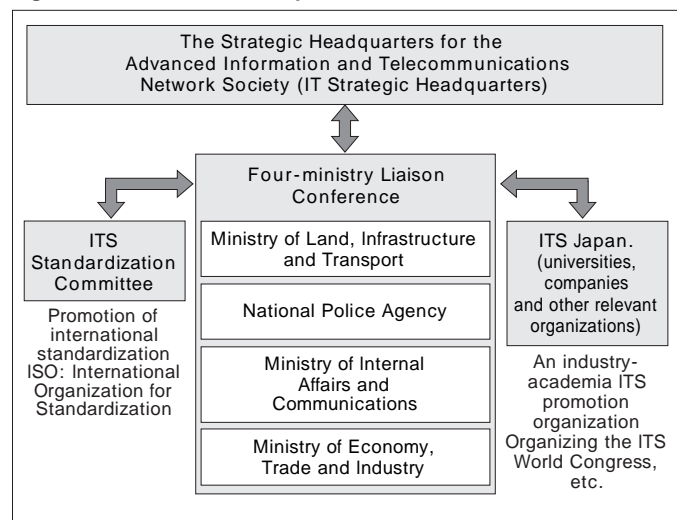 The Strategic Headquarters for the
Advanced Information and Telecommunications
Network Society (IT Strategic Headquarters)
Four-ministry Liaison
Conference
Ministry of Land, Infrastructure
and Transport
National Police Agency
Ministry of Internal
Affairs and
Communications
Ministry of Economy,
Trade and Industry
ITS
Standardization
Committee
Promotion of
international
standardization
ISO: International
Organization for
Standardization
ITS Japan.
(universities,
companies
and other relevant
organizations)
An industry-
academia ITS
promotion
organization
Organizing the ITS
World Congress,
etc.